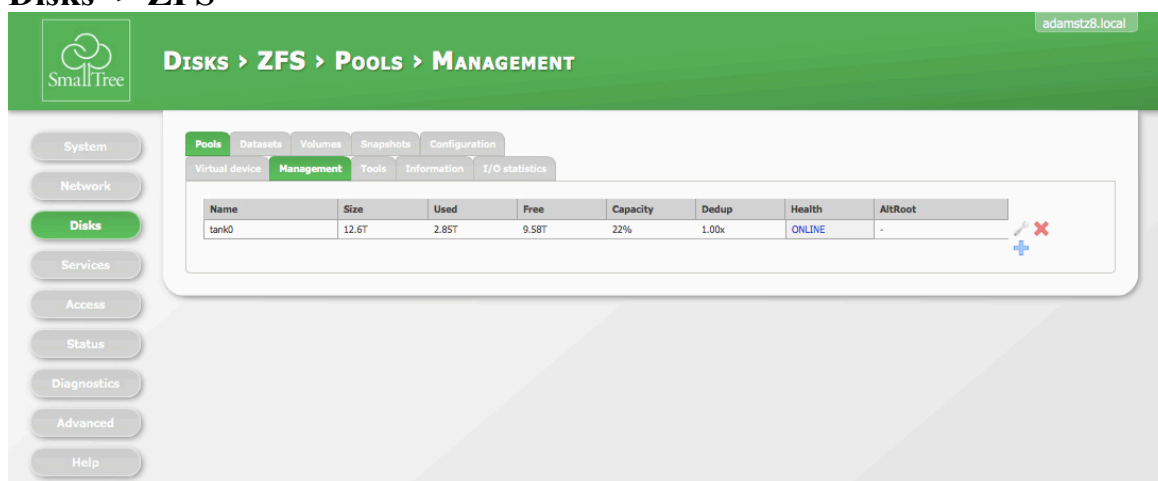 Disks > ZFS
adamstz8.local
SmallTree
DISKS > ZFS > POOLS > MANAGEMENT
System
Network
Disks
Services
Access
Status
Diagnostics
Advanced
Help
Pools Datasets Volumes Snapshots Configuration
Virtual device Management Tools Information I/O statistics
Name Size Used Free Capacity Dedup Health AltRoot
tank0 12.6T 2.85T 9.58T 22% 1.00x ONLINE -